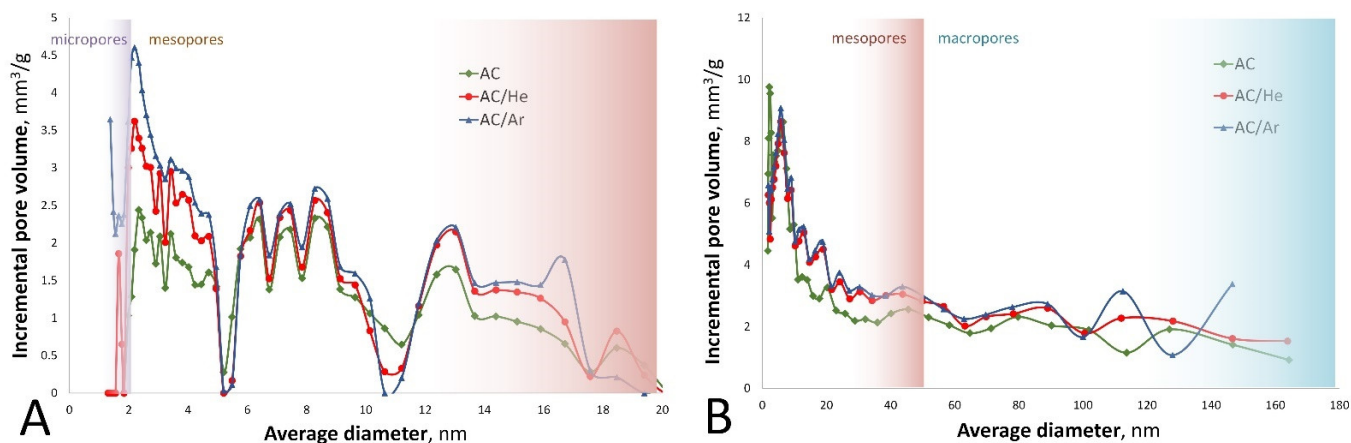 micropores
mesopores
5
4.5
4
3.5
3
2.5
2
1.5
1
0.5
0
Incremental pore volume, mm³/g
AC
AC/He
AC/Ar
0 2 4 6 8 10 12 14 16 18 20
Average diameter, nm
A
mesopores
macropores
12
10
8
6
4
2
0
Incremental pore volume, mm³/g
AC
AC/He
AC/Ar
0 20 40 60 80 100 120 140 160 180
Average diameter, nm
B